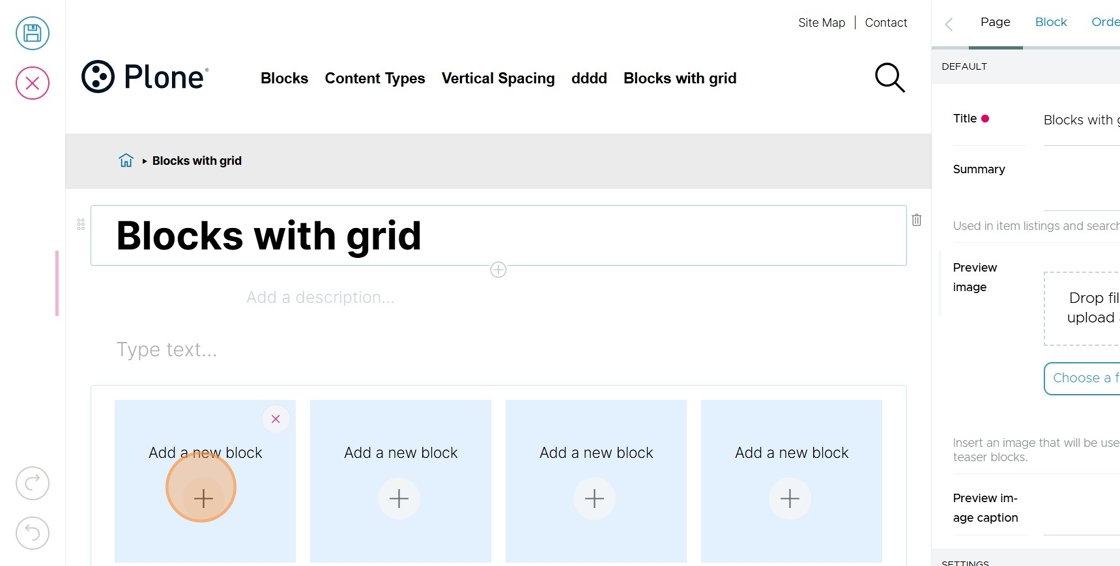 Site Map | Contact
Plone®
Blocks Content Types Vertical Spacing dddd Blocks with grid
Blocks with grid
Blocks with grid
Add a description...
Type text...
Add a new block Add a new block Add a new block Add a new block
Page Block Orde
DEFAULT
Title Blocks with g
Summary
Used in item listings and search
Preview
image
Drop fil
upload
Choose a f
Insert an image that will be use
teaser blocks.
Preview im-
age caption
SETTINGS